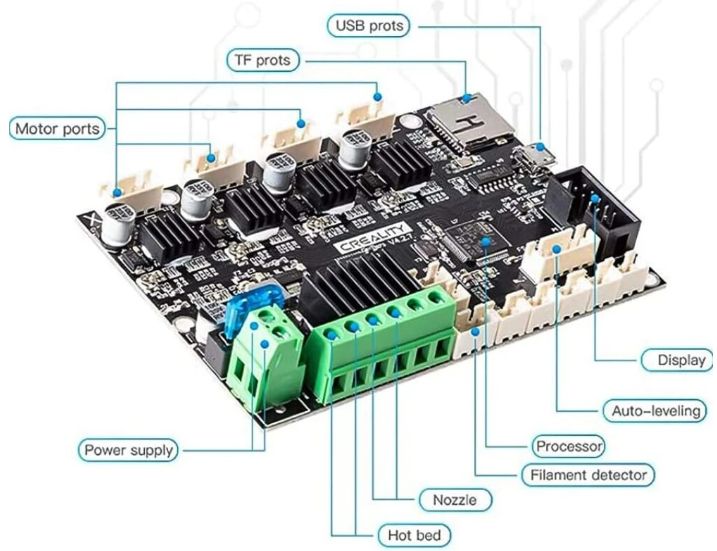 USB prots
TF prots
Motor ports
CREALITY
V4.2.7
Display
Auto-leveling
Processor
Filament detector
Power supply
Nozzle
Hot bed